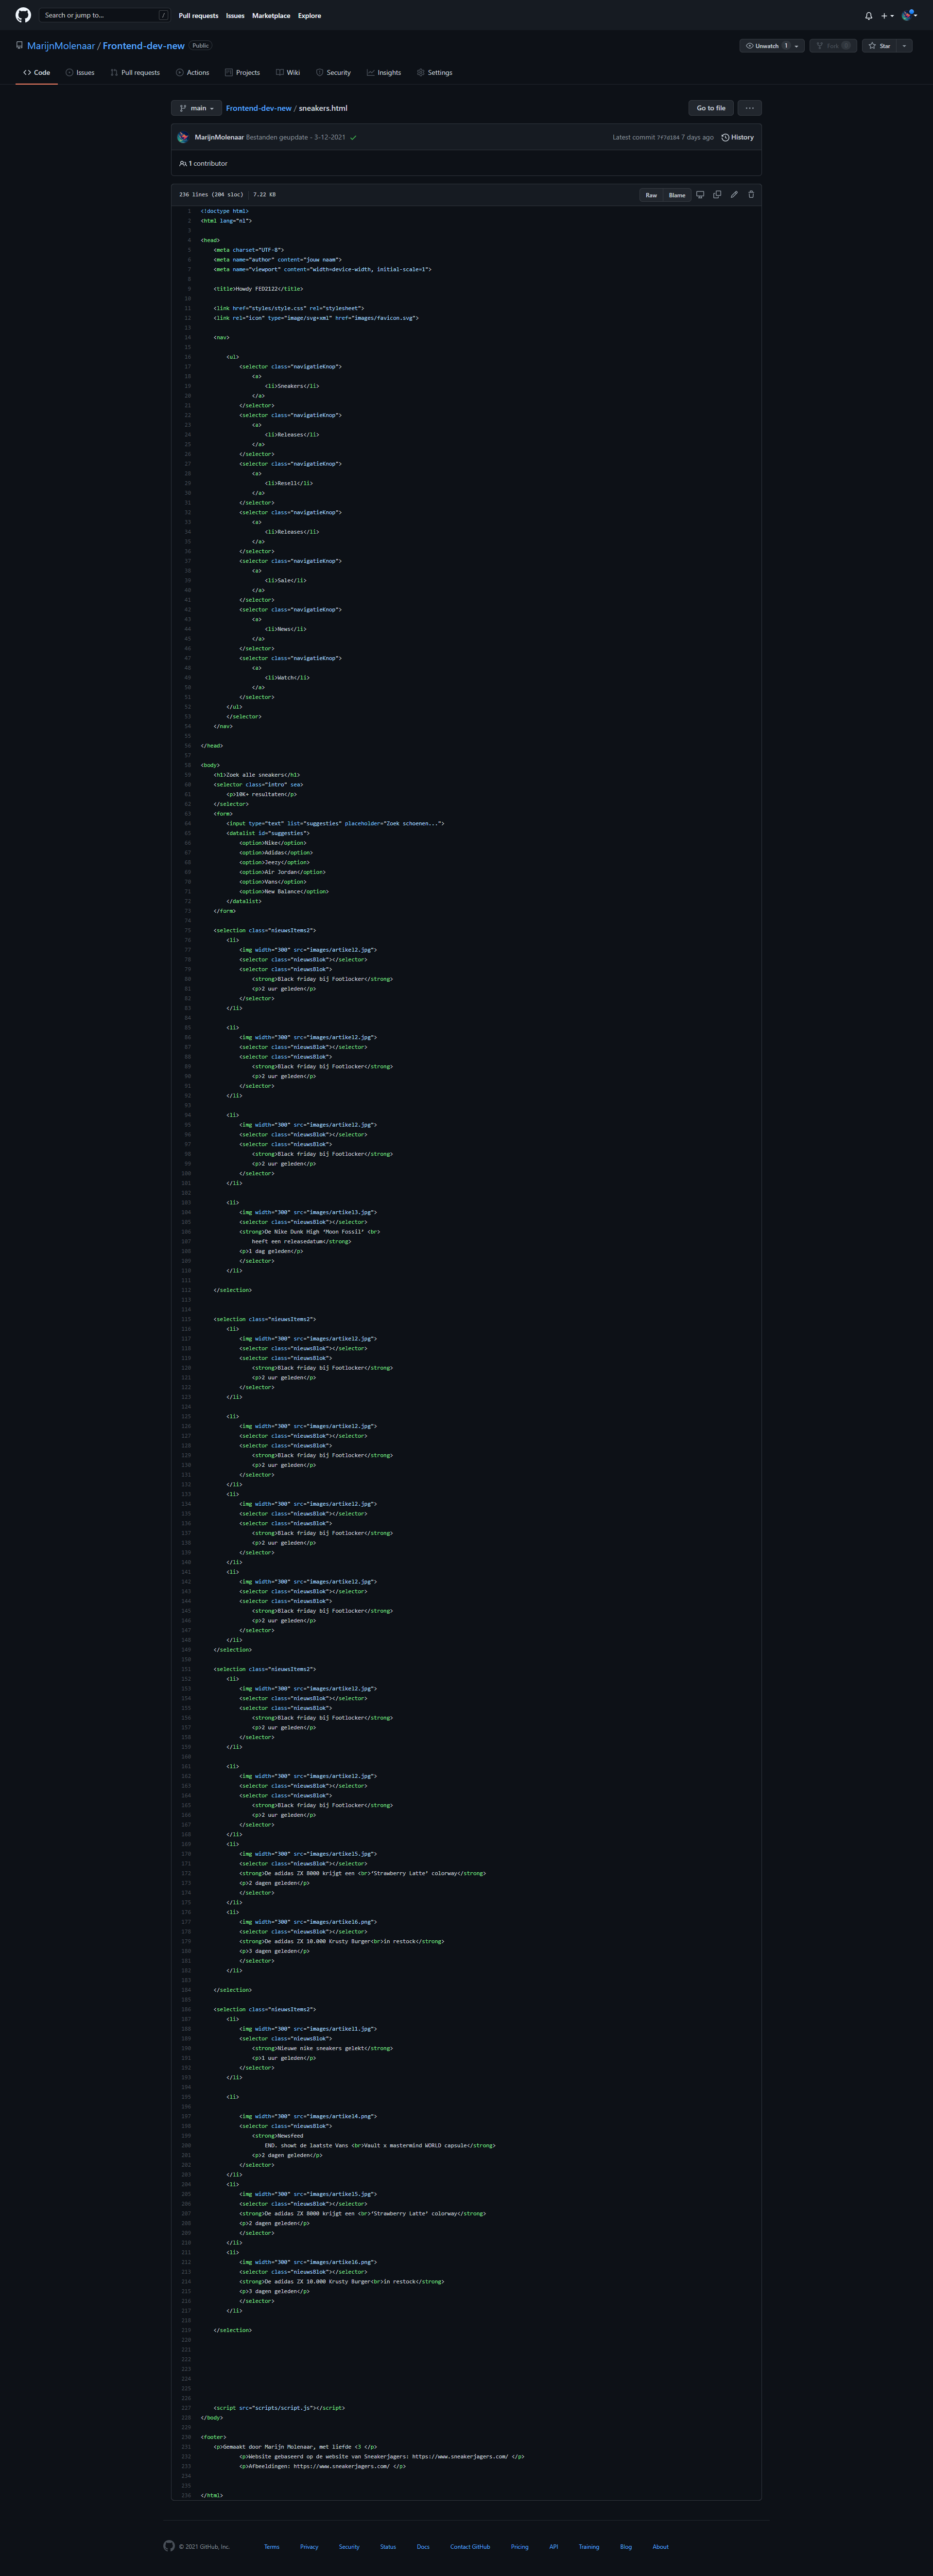 Search or jump to... /
Pull requests Issues Marketplace Explore
MarijnMolenaar / Frontend-dev-new Public
Unwatch 1 Fork 0 Star
Code Issues Pull requests Actions Projects Wiki Security Insights Settings
main Frontend-dev-new / sneakers.html Go to file
MarijnMolenaar Bestanden geupdate - 3-12-2021 Latest commit 7f7d184 7 days ago History
1 contributor
236 lines (204 sloc) 7.22 KB Raw Blame
1 <!doctype html>
2 <html lang="nl">
3
4 <head>
5 <meta charset="UTF-8">
6 <meta name="author" content="jouw naam">
7 <meta name="viewport" content="width=device-width, initial-scale=1">
8
9 <title>Howdy FED2122</title>
10
11 <link href="styles/style.css" rel="stylesheet">
12 <link rel="icon" type="image/svg+xml" href="images/favicon.svg">
13
14 <nav>
15
16 <ul>
17 <selector class="navigatieKnop">
18 <a>
19 <li>Sneakers</li>
20 </a>
21 </selector>
22 <selector class="navigatieKnop">
23 <a>
24 <li>Releases</li>
25 </a>
26 </selector>
27 <selector class="navigatieKnop">
28 <a>
29 <li>Resell</li>
30 </a>
31 </selector>
32 <selector class="navigatieKnop">
33 <a>
34 <li>Releases</li>
35 </a>
36 </selector>
37 <selector class="navigatieKnop">
38 <a>
39 <li>Sale</li>
40 </a>
41 </selector>
42 <selector class="navigatieKnop">
43 <a>
44 <li>News</li>
45 </a>
46 </selector>
47 <selector class="navigatieKnop">
48 <a>
49 <li>Watch</li>
50 </a>
51 </selector>
52 </ul>
53 </selector>
54 </nav>
55
56 </head>
57
58 <body>
59 <h1>Zoek alle sneakers</h1>
60 <selector class="intro" sea>
61 <p>10K+ resultaten</p>
62 </selector>
63 <form>
64 <input type="text" list="suggesties" placeholder="Zoek schoenen...">
65 <datalist id="suggesties">
66 <option>Nike</option>
67 <option>Adidas</option>
68 <option>Jeezy</option>
69 <option>Air Jordan</option>
70 <option>Vans</option>
71 <option>New Balance</option>
72 </datalist>
73 </form>
74
75 <selection class="nieuwsItems2">
76 <li>
77 <img width="300" src="images/artikel2.jpg">
78 <selector class="nieuwsBlok"></selector>
79 <selector class="nieuwsBlok">
80 <strong>Black friday bij Footlocker</strong>
81 <p>2 uur geleden</p>
82 </selector>
83 </li>
84
85 <li>
86 <img width="300" src="images/artikel2.jpg">
87 <selector class="nieuwsBlok"></selector>
88 <selector class="nieuwsBlok">
89 <strong>Black friday bij Footlocker</strong>
90 <p>2 uur geleden</p>
91 </selector>
92 </li>
93
94 <li>
95 <img width="300" src="images/artikel2.jpg">
96 <selector class="nieuwsBlok"></selector>
97 <selector class="nieuwsBlok">
98 <strong>Black friday bij Footlocker</strong>
99 <p>2 uur geleden</p>
100 </selector>
101 </li>
102
103 <li>
104 <img width="300" src="images/artikel3.jpg">
105 <selector class="nieuwsBlok"></selector>
106 <strong>De Nike Dunk High 'Moon Fossil' <br>
107 heeft een releasedatum</strong>
108 <p>1 dag geleden</p>
109 </selector>
110 </li>
111
112 </selection>
113
114
115 <selection class="nieuwsItems2">
116 <li>
117 <img width="300" src="images/artikel2.jpg">
118 <selector class="nieuwsBlok"></selector>
119 <selector class="nieuwsBlok">
120 <strong>Black friday bij Footlocker</strong>
121 <p>2 uur geleden</p>
122 </selector>
123 </li>
124
125 <li>
126 <img width="300" src="images/artikel2.jpg">
127 <selector class="nieuwsBlok"></selector>
128 <selector class="nieuwsBlok">
129 <strong>Black friday bij Footlocker</strong>
130 <p>2 uur geleden</p>
131 </selector>
132 </li>
133 <li>
134 <img width="300" src="images/artikel2.jpg">
135 <selector class="nieuwsBlok"></selector>
136 <selector class="nieuwsBlok">
137 <strong>Black friday bij Footlocker</strong>
138 <p>2 uur geleden</p>
139 </selector>
140 </li>
141 <li>
142 <img width="300" src="images/artikel2.jpg">
143 <selector class="nieuwsBlok"></selector>
144 <selector class="nieuwsBlok">
145 <strong>Black friday bij Footlocker</strong>
146 <p>2 uur geleden</p>
147 </selector>
148 </li>
149 </selection>
150
151 <selection class="nieuwsItems2">
152 <li>
153 <img width="300" src="images/artikel2.jpg">
154 <selector class="nieuwsBlok"></selector>
155 <selector class="nieuwsBlok">
156 <strong>Black friday bij Footlocker</strong>
157 <p>2 uur geleden</p>
158 </selector>
159 </li>
160
161 <li>
162 <img width="300" src="images/artikel2.jpg">
163 <selector class="nieuwsBlok"></selector>
164 <selector class="nieuwsBlok">
165 <strong>Black friday bij Footlocker</strong>
166 <p>2 uur geleden</p>
167 </selector>
168 </li>
169 <li>
170 <img width="300" src="images/artikel5.jpg">
171 <selector class="nieuwsBlok"></selector>
172 <strong>De adidas ZX 8000 krijgt een <br>'Strawberry Latte' colorway</strong>
173 <p>2 dagen geleden</p>
174 </selector>
175 </li>
176 <li>
177 <img width="300" src="images/artikel6.png">
178 <selector class="nieuwsBlok"></selector>
179 <strong>De adidas ZX 10.000 Krusty Burger<br>in restock</strong>
180 <p>3 dagen geleden</p>
181 </selector>
182 </li>
183
184 </selection>
185
186 <selection class="nieuwsItems2">
187 <li>
188 <img width="300" src="images/artikel1.jpg">
189 <selector class="nieuwsBlok">
190 <strong>Nieuwe nike sneakers gelekt</strong>
191 <p>1 uur geleden</p>
192 </selector>
193 </li>
194
195 <li>
196
197 <img width="300" src="images/artikel4.png">
198 <selector class="nieuwsBlok">
199 <strong>Newsfeed
200 END. showt de laatste Vans <br>Vault x mastermind WORLD capsule</strong>
201 <p>2 dagen geleden</p>
202 </selector>
203 </li>
204 <li>
205 <img width="300" src="images/artikel5.jpg">
206 <selector class="nieuwsBlok"></selector>
207 <strong>De adidas ZX 8000 krijgt een <br>'Strawberry Latte' colorway</strong>
208 <p>2 dagen geleden</p>
209 </selector>
210 </li>
211 <li>
212 <img width="300" src="images/artikel6.png">
213 <selector class="nieuwsBlok"></selector>
214 <strong>De adidas ZX 10.000 Krusty Burger<br>in restock</strong>
215 <p>3 dagen geleden</p>
216 </selector>
217 </li>
218
219 </selection>
220
221
222
223
224
225
226
227 <script src="scripts/script.js"></script>
228 </body>
229
230 <footer>
231 <p>Gemaakt door Marijn Molenaar, met liefde <3 </p>
232 <p>Website gebaseerd op de website van Sneakerjagers: https://www.sneakerjagers.com/ </p>
233 <p>Afbeeldingen: https://www.sneakerjagers.com/ </p>
234
235
236 </html>
© 2021 GitHub, Inc. Terms Privacy Security Status Docs Contact GitHub Pricing API Training Blog About